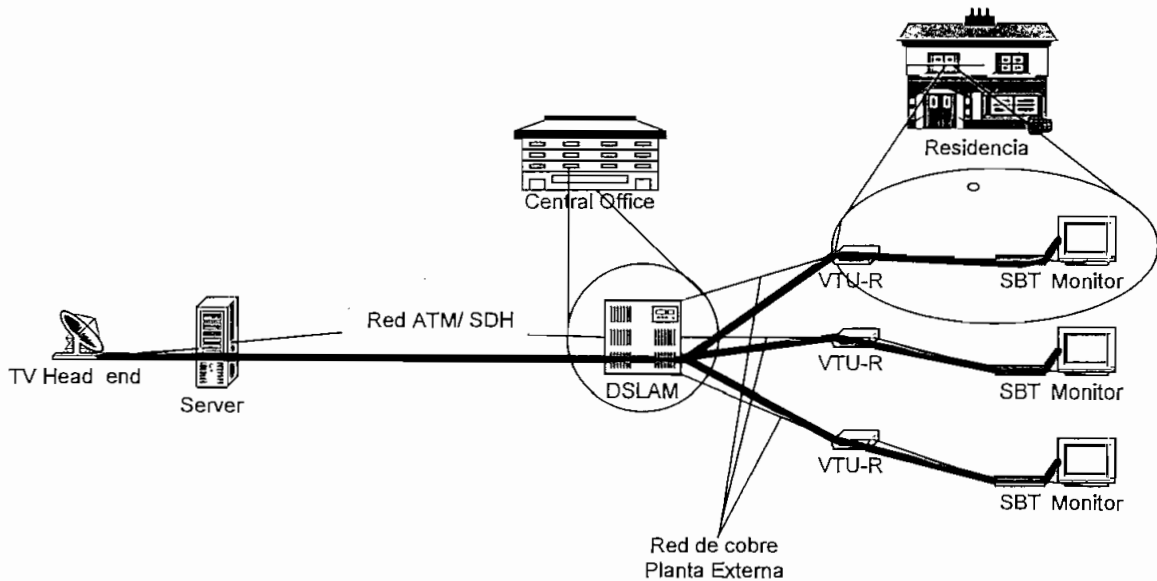 Residencia
Central Office
VTU-R
SBT Monitor
Red ATM/ SDH
TV Head end
Server
DSLAM
VTU-R
SBT Monitor
VTU-R
SBT Monitor
Red de cobre
Planta Externa